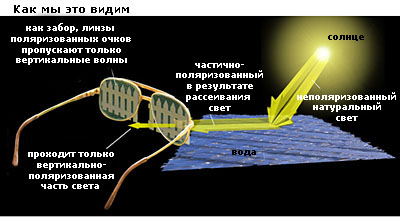 Как мы это видим
как забор, линзы
поляризованных очков
пропускают только
вертикальные волны
частично-
поляризованный
в результате
рассеивания
свет
солнце
неполяризованный
натуральный
свет
вода
проходит только
вертикально-
поляризованная
часть света